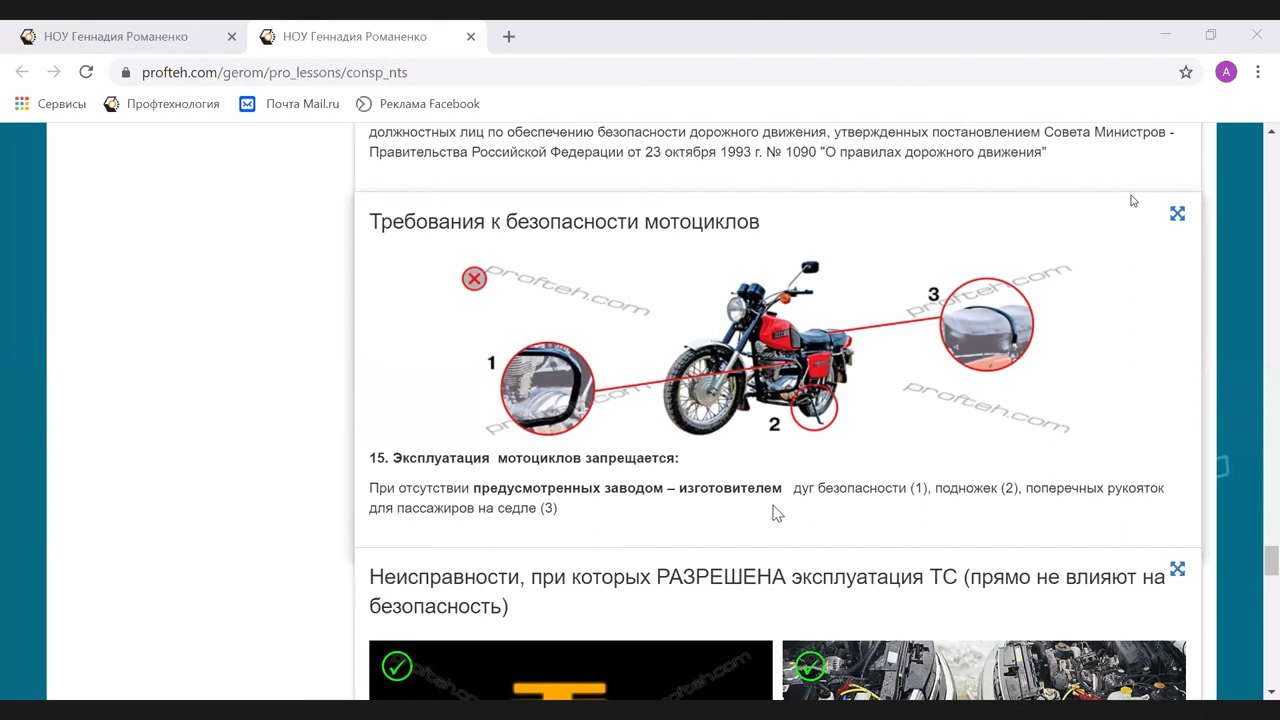 НОУ Геннадия Романенко
НОУ Геннадия Романенко
profteh.com/gerom/pro_lessons/consp_nts
A
Сервисы
Профтехнология
Почта Mail.ru
Реклама Facebook
должностных лиц по обеспечению безопасности дорожного движения, утвержденных постановлением Совета Министров -
Правительства Российской Федерации от 23 октября 1993 г. № 1090 "О правилах дорожного движения"
Требования к безопасности мотоциклов
profteh.com
profteh.com
3
1
profteh.com
profteh.com
2
15. Эксплуатация мотоциклов запрещается:
При отсутствии предусмотренных заводом – изготовителем дуг безопасности (1), подножек (2), поперечных рукояток
для пассажиров на седле (3)
Неисправности, при которых РАЗРЕШЕНА эксплуатация ТС (прямо не влияют на
безопасность)
profteh.com
profteh.com